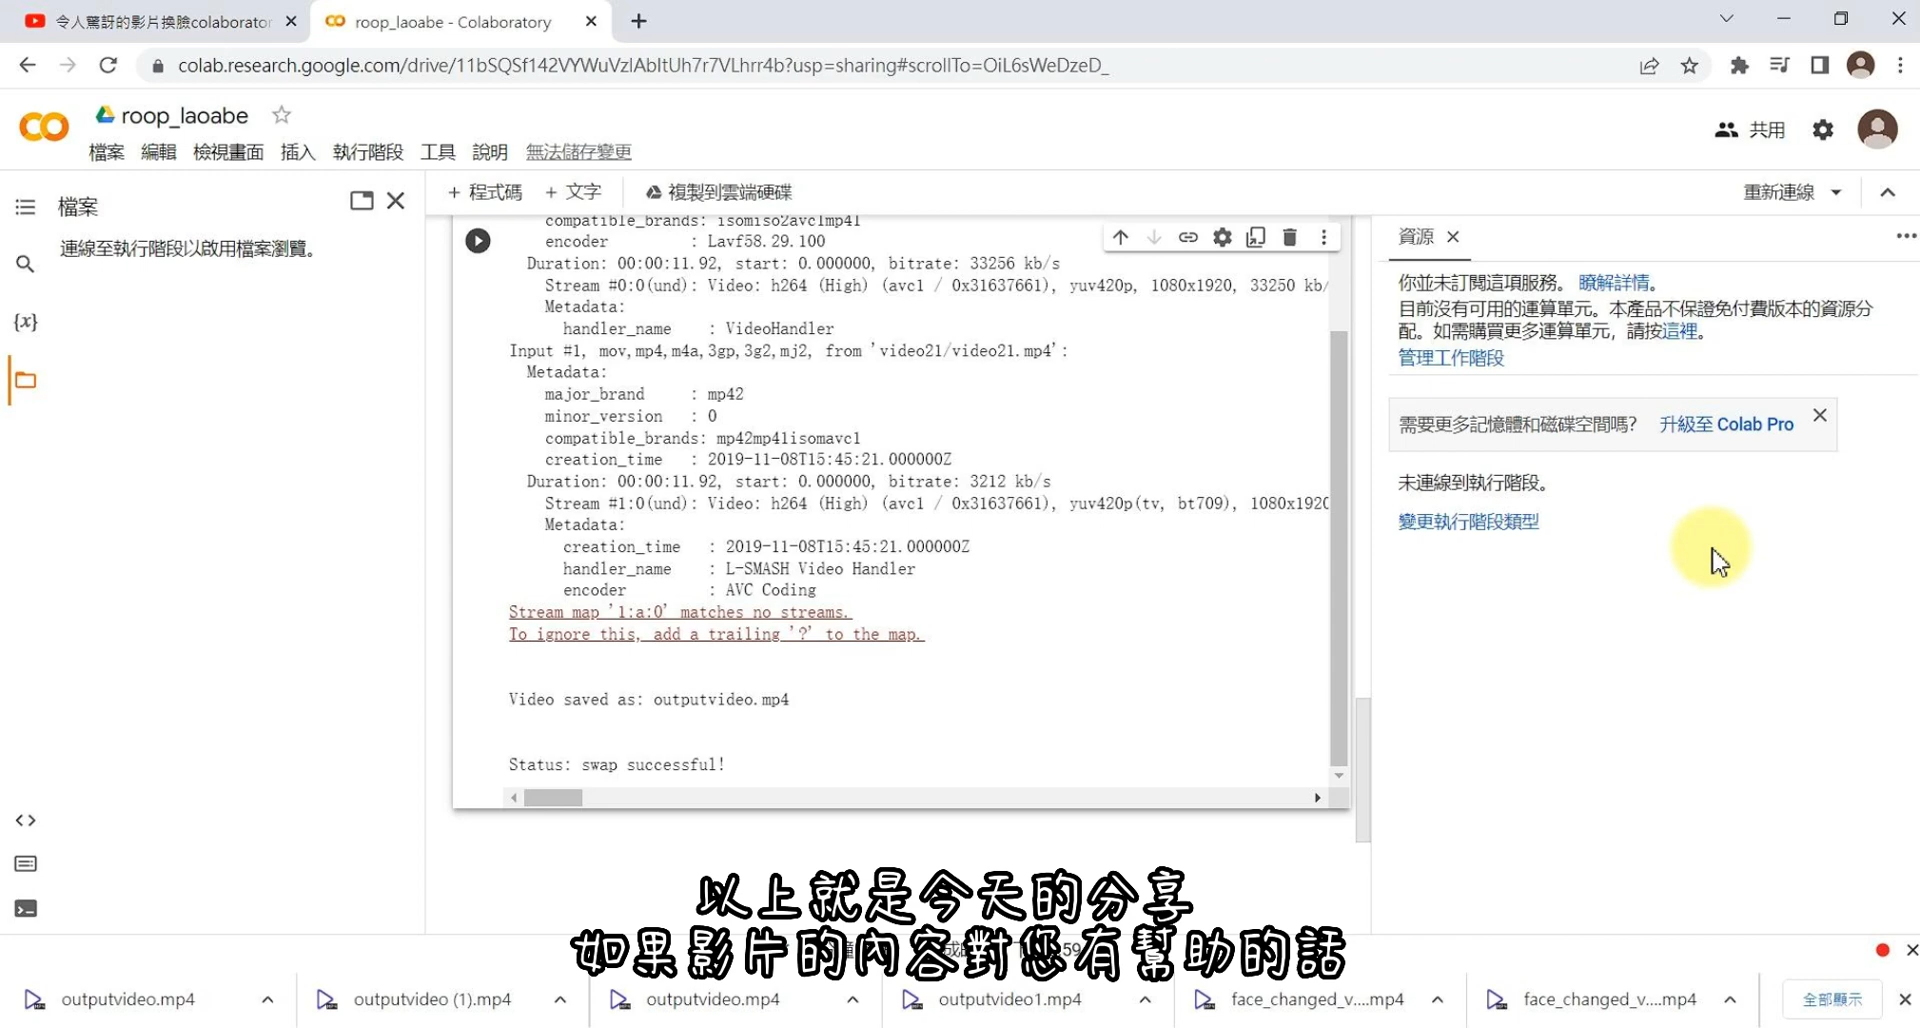 令人驚訝的影片換臉colaborator
roop_laoabe - Colaboratory
colab.research.google.com/drive/11bSQSf142VYWuVzIAbItUh7r7VLhrr4b?usp=sharing#scrollTo=OiL6sWeDzeD_
roop_laoabe
共用
檔案 編輯 檢視畫面 插入 執行階段 工具 說明 無法儲存變更
檔案
+ 程式碼 + 文字 複製到雲端硬碟
重新連線
連線至執行階段以啟用檔案瀏覽。
{x}
compatible_brands: isomiso2avc1mp41
encoder : Lavf58.29.100
Duration: 00:00:11.92, start: 0.000000, bitrate: 33256 kb/s
Stream #0:0(und): Video: h264 (High) (avc1 / 0x31637661), yuv420p, 1080x1920, 33250 kb/
Metadata:
handler_name : VideoHandler
Input #1, mov,mp4,m4a,3gp,3g2,mj2, from 'video21/video21.mp4':
Metadata:
major_brand : mp42
minor_version : 0
compatible_brands: mp42mp41isomavc1
creation_time : 2019-11-08T15:45:21.000000Z
Duration: 00:00:11.92, start: 0.000000, bitrate: 3212 kb/s
Stream #1:0(und): Video: h264 (High) (avc1 / 0x31637661), yuv420p(tv, bt709), 1080x1920
Metadata:
creation_time : 2019-11-08T15:45:21.000000Z
handler_name : L-SMASH Video Handler
encoder : AVC Coding
Stream map '1:a:0' matches no streams.
To ignore this, add a trailing '?' to the map.
Video saved as: outputvideo.mp4
Status: swap successful!
資源
你並未訂閱這項服務。 瞭解詳情。
目前沒有可用的運算單元。本產品不保證免付費版本的資源分
配。如需購買更多運算單元，請按這裡。
管理工作階段
需要更多記憶體和磁碟空間嗎？ 升級至 Colab Pro
未連線到執行階段。
變更執行階段類型
以上就是今天的分享
如果影片的內容對您有幫助的話
outputvideo.mp4
outputvideo (1).mp4
outputvideo.mp4
outputvideo1.mp4
face_changed_v....mp4
face_changed_v....mp4
全部顯示